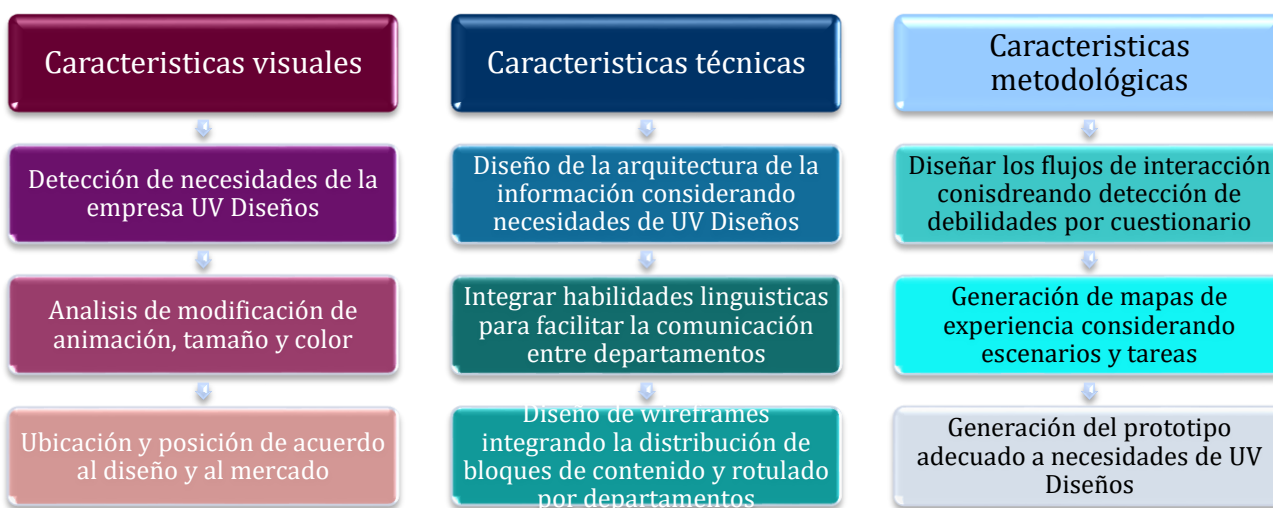 Caracteristicas visuales
Detección de necesidades de la
empresa UV Diseños
Analisis de modificación de
animación, tamaño y color
Ubicación y posición de acuerdo
al diseño y al mercado
Caracteristicas técnicas
Diseño de la arquitectura de la
información considerando
necesidades de UV Diseños
Integrar habilidades linguisticas
para facilitar la comunicación
entre departamentos
Diseño de wireframes
integrando la distribución de
bloques de contenido y rotulado
por departamentos
Caracteristicas
metodológicas
Diseñar los flujos de interacción
conisdreando detección de
debilidades por cuestionario
Generación de mapas de
experiencia considerando
escenarios y tareas
Generación del prototipo
adecuado a necesidades de UV
Diseños